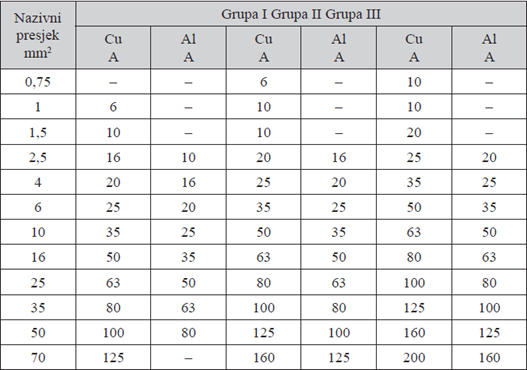 Nazivni presjek mm² Grupa I Grupa II Grupa III
Cu A Al A Cu A Al A Cu A Al A
0,75 – – 6 – 10 –
1 6 – 10 – 10 –
1,5 10 – 10 – 20 –
2,5 16 10 20 16 25 20
4 20 16 25 20 35 25
6 25 20 35 25 50 35
10 35 25 50 35 63 50
16 50 35 63 50 80 63
25 63 50 80 63 100 80
35 80 63 100 80 125 100
50 100 80 125 100 160 125
70 125 – 160 125 200 160